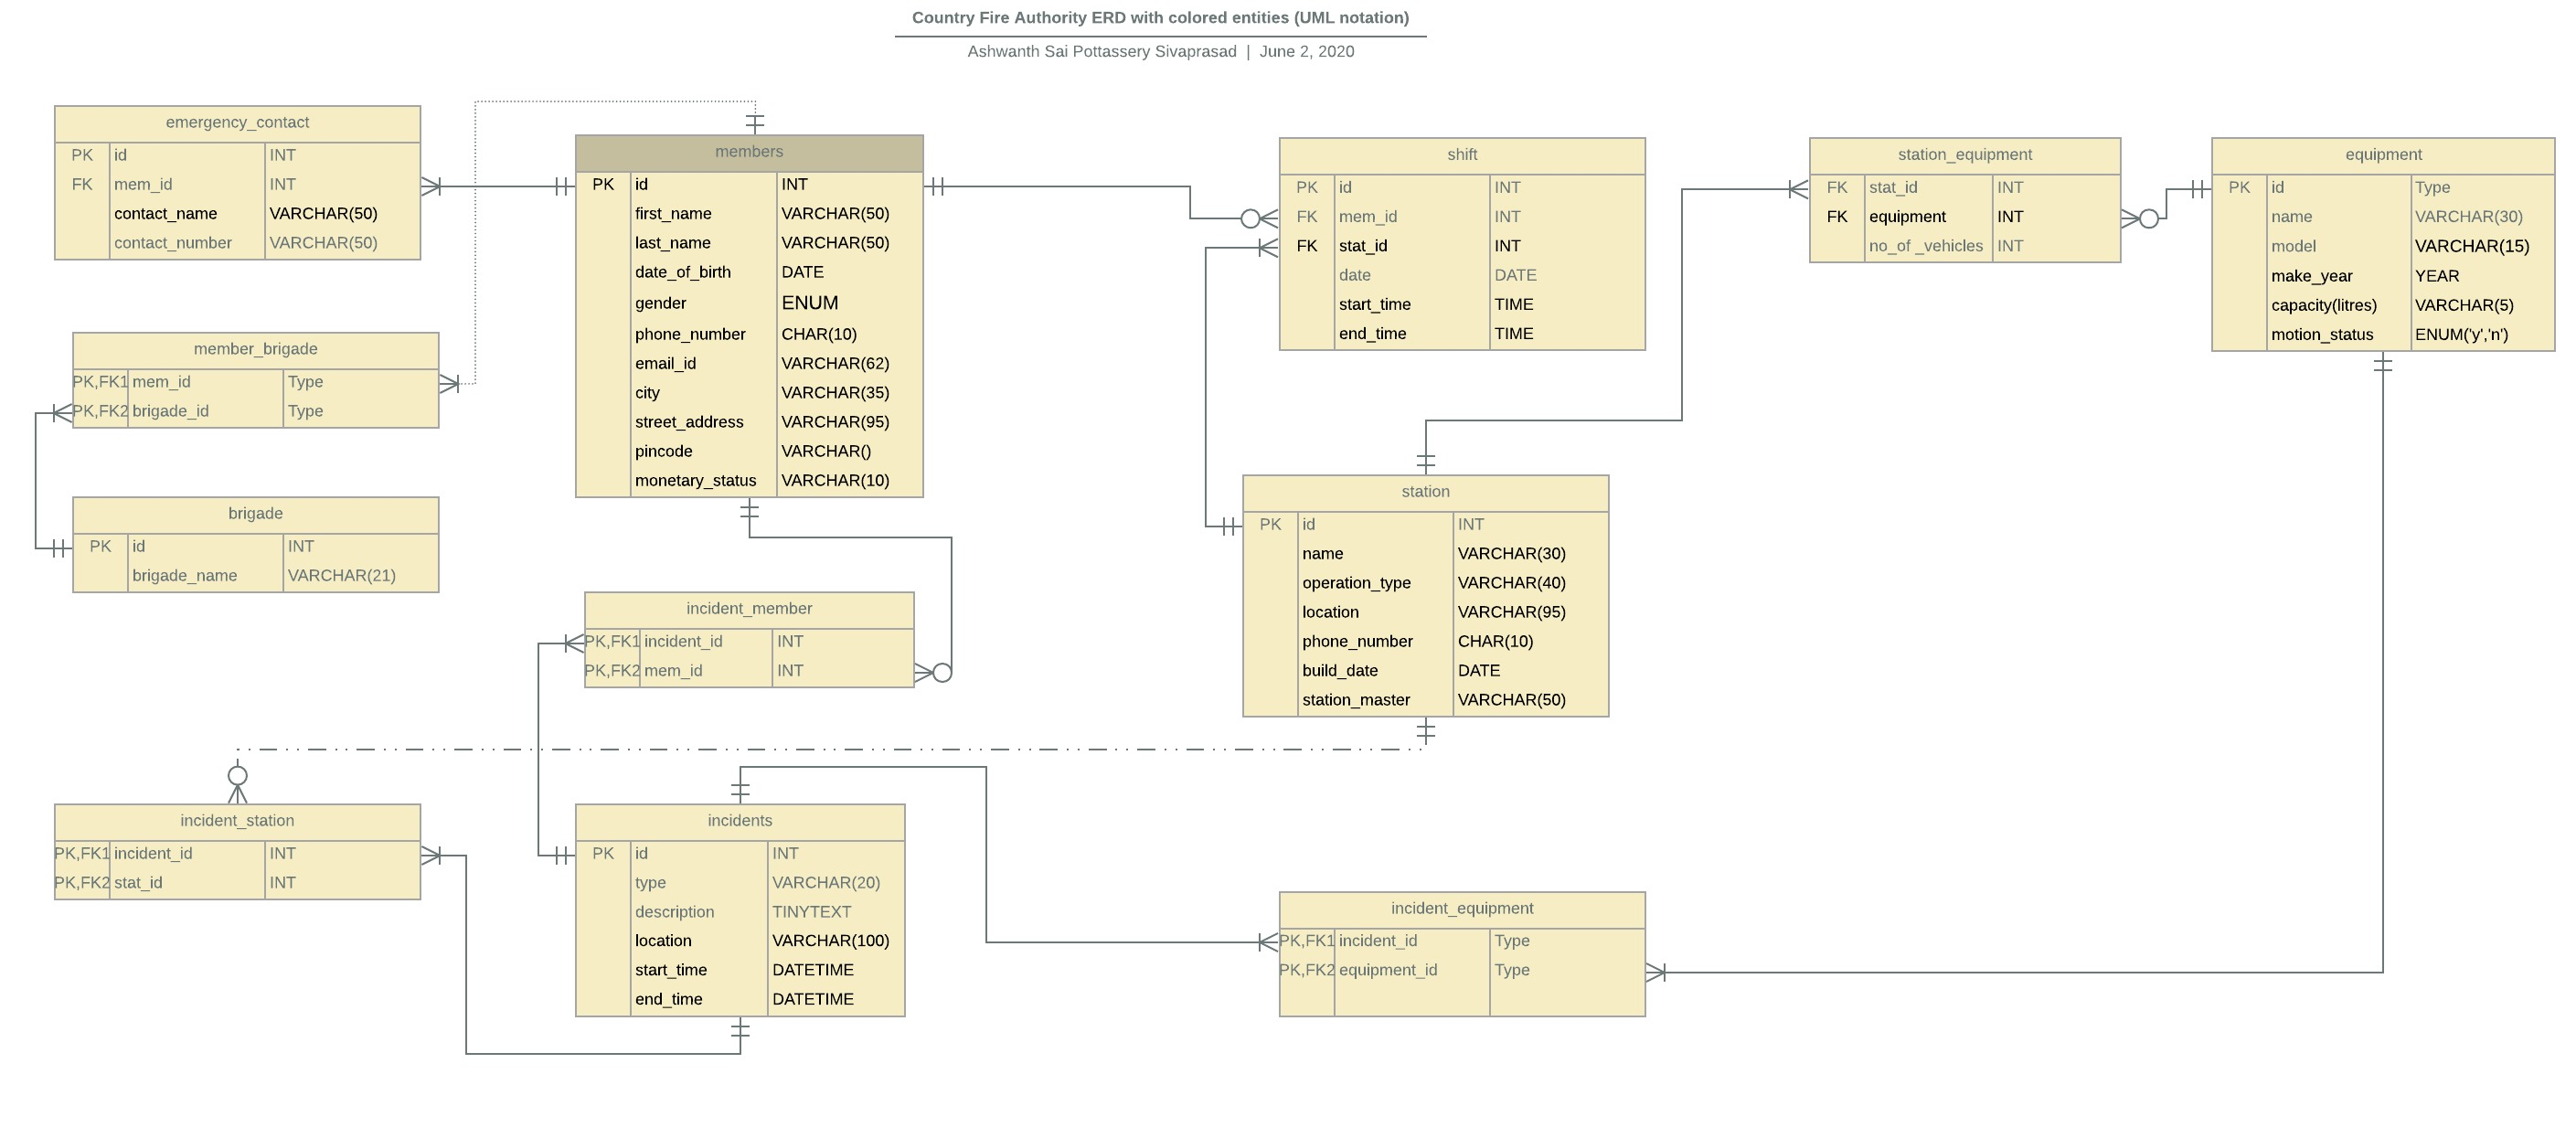 Country Fire Authority ERD with colored entities (UML notation)
Ashwanth Sai Pottassery Sivaprasad | June 2, 2020
emergency_contact
PK id INT
FK mem_id INT
contact_name VARCHAR(50)
contact_number VARCHAR(50)
members
PK id INT
first_name VARCHAR(50)
last_name VARCHAR(50)
date_of_birth DATE
gender ENUM
phone_number CHAR(10)
email_id VARCHAR(62)
city VARCHAR(35)
street_address VARCHAR(95)
pincode VARCHAR()
monetary_status VARCHAR(10)
shift
PK id INT
FK mem_id INT
FK stat_id INT
date DATE
start_time TIME
end_time TIME
station_equipment
FK stat_id INT
FK equipment INT
no_of _vehicles INT
equipment
PK id Type
name VARCHAR(30)
model VARCHAR(15)
make_year YEAR
capacity(litres) VARCHAR(5)
motion_status ENUM('y','n')
member_brigade
PK,FK1 mem_id Type
PK,FK2 brigade_id Type
brigade
PK id INT
brigade_name VARCHAR(21)
station
PK id INT
name VARCHAR(30)
operation_type VARCHAR(40)
location VARCHAR(95)
phone_number CHAR(10)
build_date DATE
station_master VARCHAR(50)
incident_member
PK,FK1 incident_id INT
PK,FK2 mem_id INT
incident_station
PK,FK1 incident_id INT
PK,FK2 stat_id INT
incidents
PK id INT
type VARCHAR(20)
description TINYTEXT
location VARCHAR(100)
start_time DATETIME
end_time DATETIME
incident_equipment
PK,FK1 incident_id Type
PK,FK2 equipment_id Type